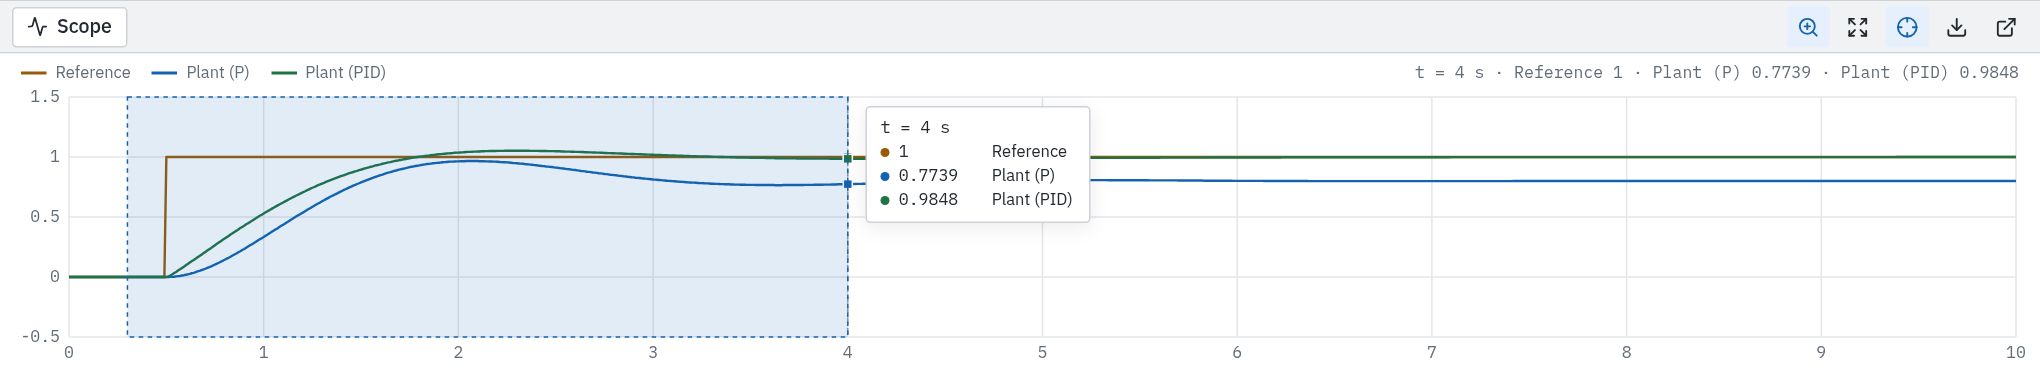 Scope
Reference Plant (P) Plant (PID) t = 4 s · Reference 1 · Plant (P) 0.7739 · Plant (PID) 0.9848
1.5
1
0.5
0
-0.5
t = 4 s
1 Reference
0.7739 Plant (P)
0.9848 Plant (PID)
0 1 2 3 4 5 6 7 8 9 10